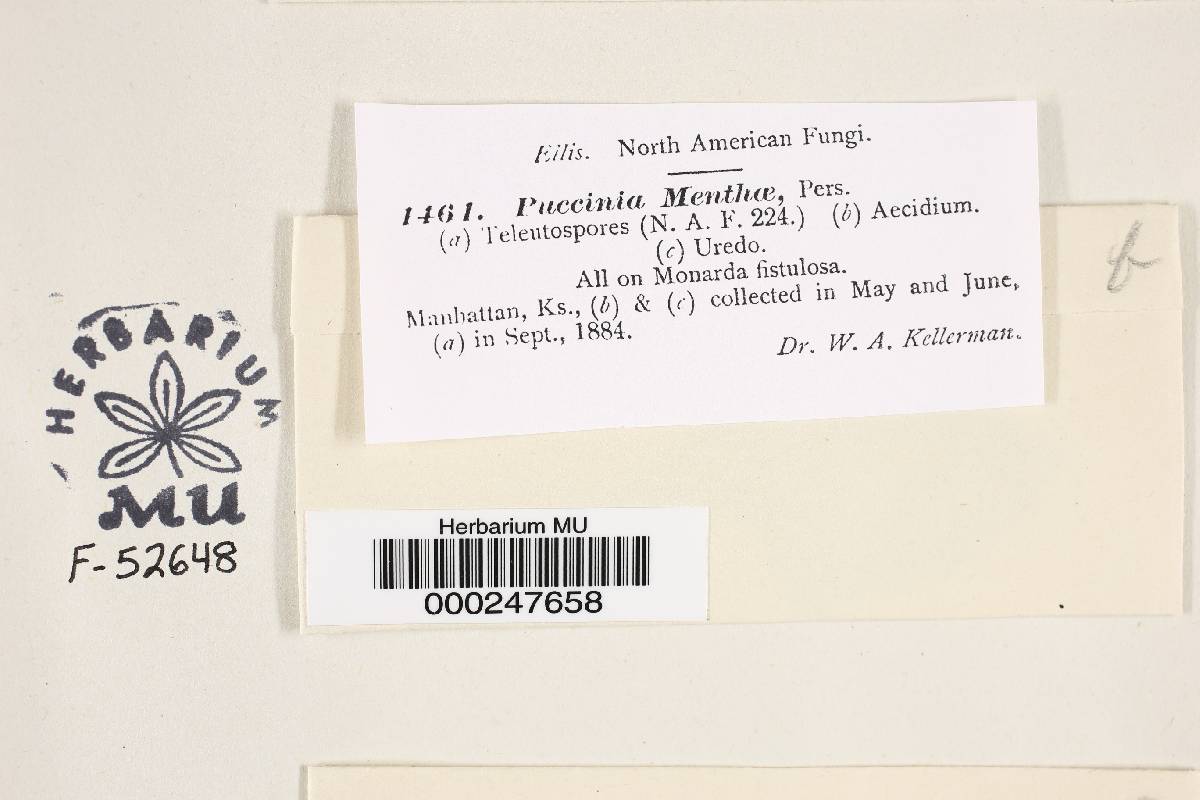 Ellis. North American Fungi.
1461. Puccinia Menthæ, Pers.
(a) Teleutospores (N. A. F. 224.) (b) Aecidium.
(c) Uredo.
All on Monarda fistulosa.
Manhattan, Ks., (b) & (c) collected in May and June,
(a) in Sept., 1884.
Dr. W. A. Kellerman.
b
HERBARIUM
MU
F-52648
Herbarium MU
000247658